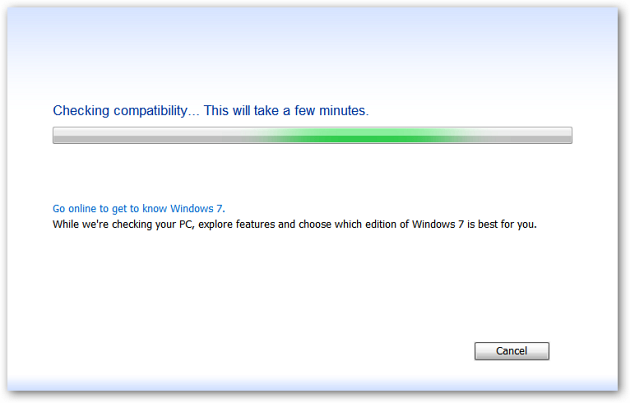 Checking compatibility... This will take a few minutes.
Go online to get to know Windows 7.
While we're checking your PC, explore features and choose which edition of Windows 7 is best for you.
Cancel